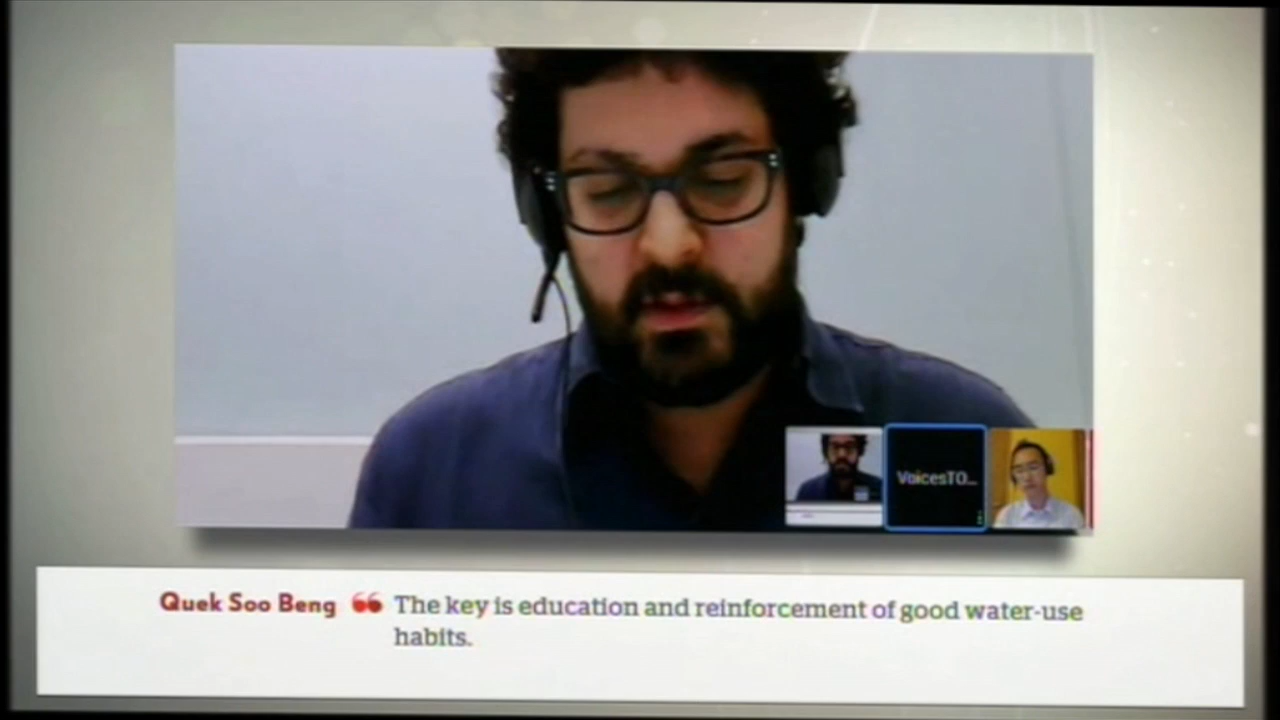 VoicesTO...
Quek Soo Beng “ The key is education and reinforcement of good water-use
habits.